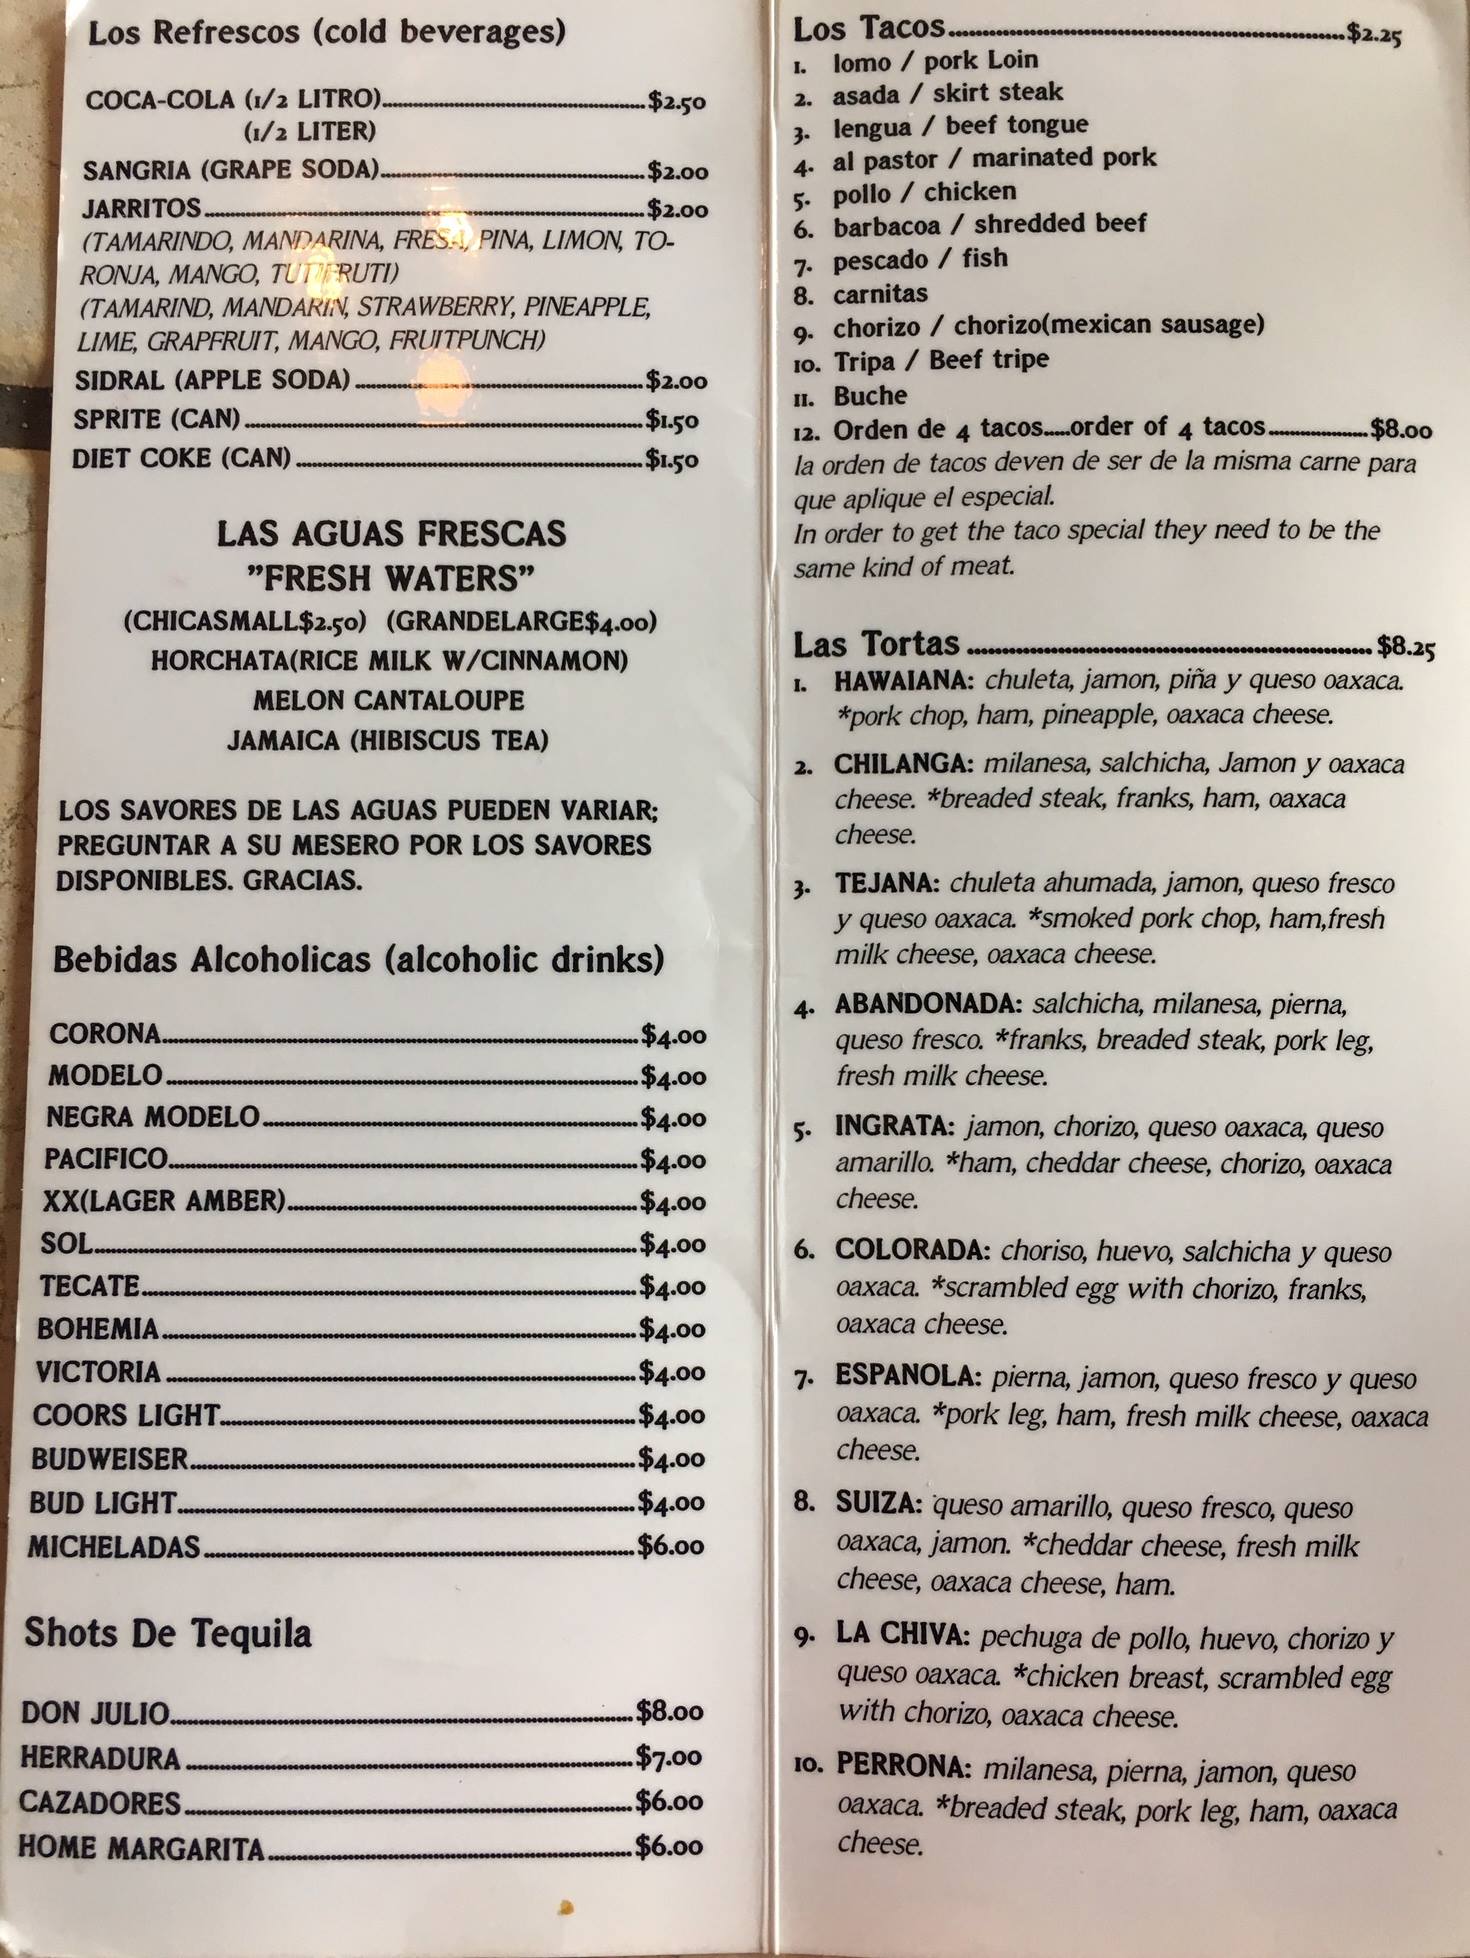 Los Refrescos (cold beverages)
COCA-COLA (1/2 LITRO)........$2.50
(1/2 LITER)
SANGRIA (GRAPE SODA)........$2.00
JARRITOS........$2.00
(TAMARINDO, MANDARINA, FRESA, PINA, LIMON, TO-
RONJA, MANGO, TUTIFRUTI)
(TAMARIND, MANDARIN, STRAWBERRY, PINEAPPLE,
LIME, GRAPFRUIT, MANGO, FRUITPUNCH)
SIDRAL (APPLE SODA)........$2.00
SPRITE (CAN)........$1.50
DIET COKE (CAN)........$1.50
LAS AGUAS FRESCAS
"FRESH WATERS"
(CHICASMALL$2.50) (GRANDELARGE$4.00)
HORCHATA(RICE MILK W/CINNAMON)
MELON CANTALOUPE
JAMAICA (HIBISCUS TEA)
LOS SAVORES DE LAS AGUAS PUEDEN VARIAR;
PREGUNTAR A SU MESERO POR LOS SAVORES
DISPONIBLES. GRACIAS.
Bebidas Alcoholicas (alcoholic drinks)
CORONA........$4.00
MODELO........$4.00
NEGRA MODELO........$4.00
PACIFICO........$4.00
XX(LAGER AMBER)........$4.00
SOL........$4.00
TECATE........$4.00
BOHEMIA........$4.00
VICTORIA........$4.00
COORS LIGHT........$4.00
BUDWEISER........$4.00
BUD LIGHT........$4.00
MICHELADAS........$6.00
Shots De Tequila
DON JULIO........$8.00
HERRADURA........$7.00
CAZADORES........$6.00
HOME MARGARITA........$6.00
Los Tacos........$2.25
1. lomo / pork Loin
2. asada / skirt steak
3. lengua / beef tongue
4. al pastor / marinated pork
5. pollo / chicken
6. barbacoa / shredded beef
7. pescado / fish
8. carnitas
9. chorizo / chorizo(mexican sausage)
10. Tripa / Beef tripe
11. Buche
12. Orden de 4 tacos.....order of 4 tacos........$8.00
la orden de tacos deven de ser de la misma carne para
que aplique el especial.
In order to get the taco special they need to be the
same kind of meat.
Las Tortas........$8.25
1. HAWAIANA: chuleta, jamon, piña y queso oaxaca.
*pork chop, ham, pineapple, oaxaca cheese.
2. CHILANGA: milanesa, salchicha, Jamon y oaxaca
cheese. *breaded steak, franks, ham, oaxaca
cheese.
3. TEJANA: chuleta ahumada, jamon, queso fresco
y queso oaxaca. *smoked pork chop, ham,fresh
milk cheese, oaxaca cheese.
4. ABANDONADA: salchicha, milanesa, pierna,
queso fresco. *franks, breaded steak, pork leg,
fresh milk cheese.
5. INGRATA: jamon, chorizo, queso oaxaca, queso
amarillo. *ham, cheddar cheese, chorizo, oaxaca
cheese.
6. COLORADA: choriso, huevo, salchicha y queso
oaxaca. *scrambled egg with chorizo, franks,
oaxaca cheese.
7. ESPANOLA: pierna, jamon, queso fresco y queso
oaxaca. *pork leg, ham, fresh milk cheese, oaxaca
cheese.
8. SUIZA: queso amarillo, queso fresco, queso
oaxaca, jamon. *cheddar cheese, fresh milk
cheese, oaxaca cheese, ham.
9. LA CHIVA: pechuga de pollo, huevo, chorizo y
queso oaxaca. *chicken breast, scrambled egg
with chorizo, oaxaca cheese.
10. PERRONA: milanesa, pierna, jamon, queso
oaxaca. *breaded steak, pork leg, ham, oaxaca
cheese.